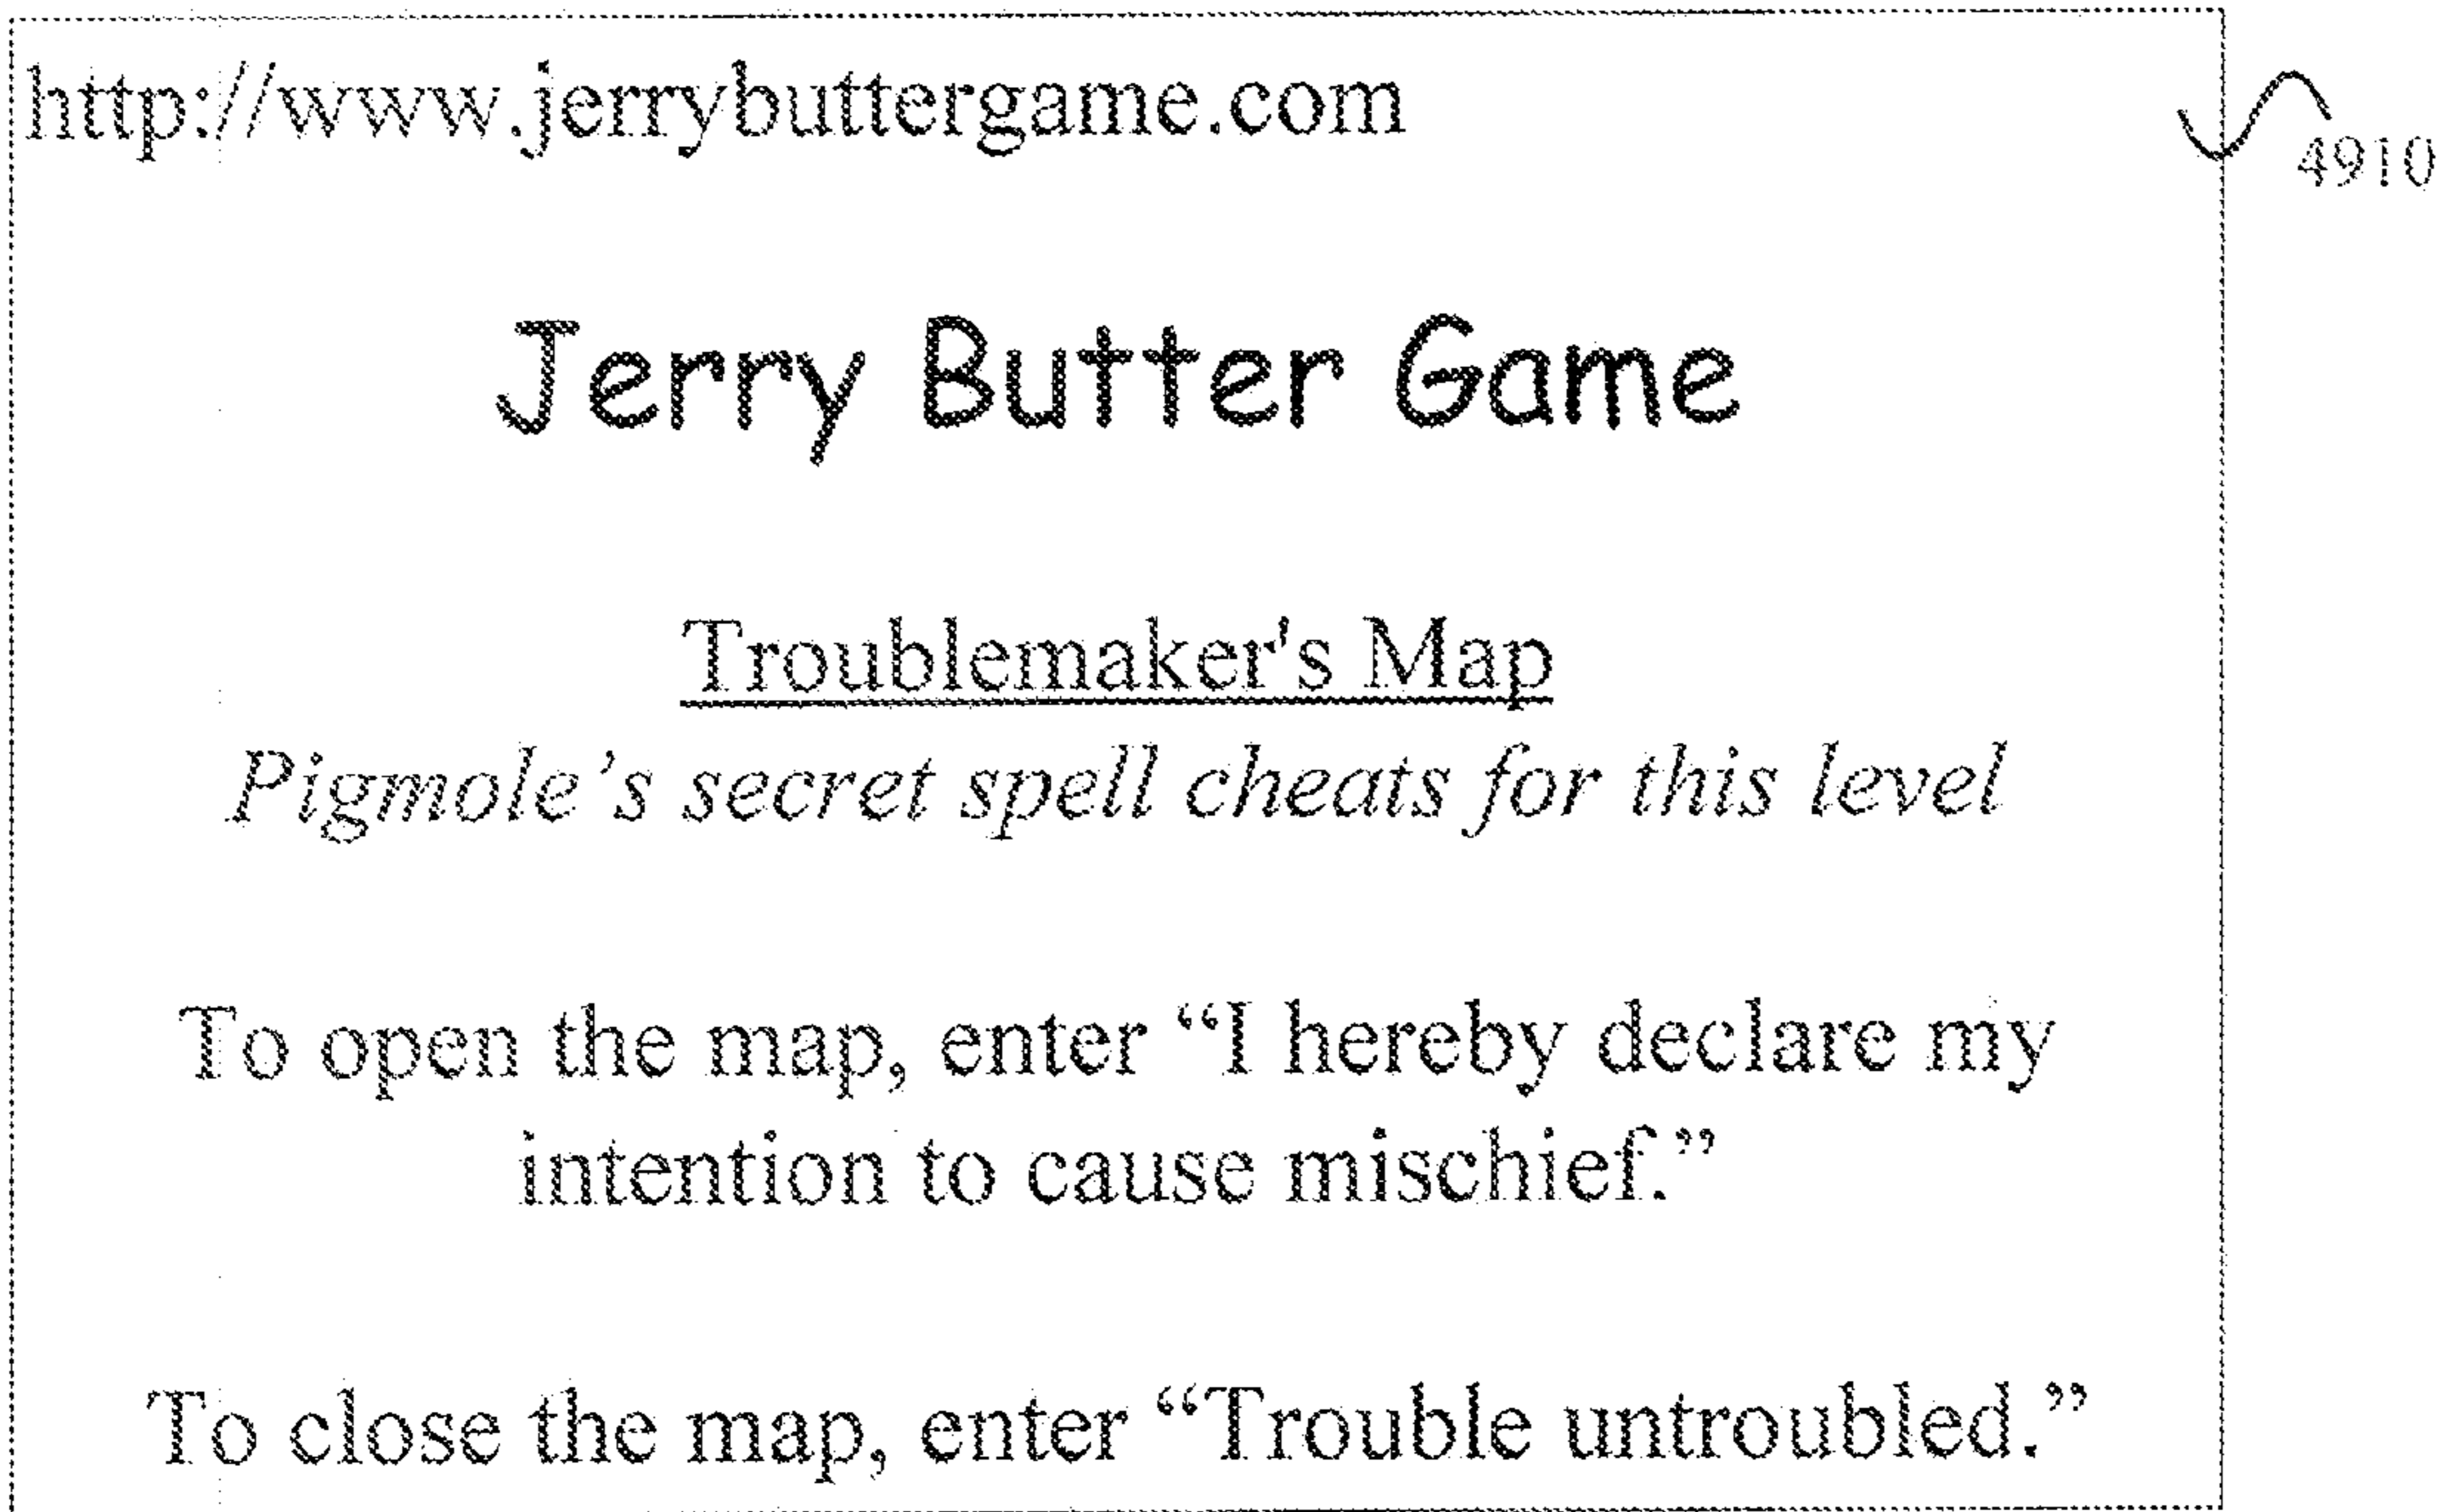 http://www.jerrybuttergame.com
4910
Jerry Butter Game
Troublemaker's Map
Pigmole’s secret spell cheats for this level
To open the map, enter “I hereby declare my
intention to cause mischief.”
To close the map, enter “Trouble untroubled.”